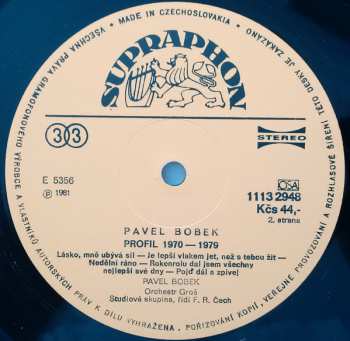 MADE IN CZECHOSLOVAKIA • VŠECHNA PRÁVA GRAMOFONOVÉHO VÝROBCE A VLASTNÍKŮ AUTORSKÝCH PRÁV K DÍLU VYHRAŽENA. POŘIZOVÁNÍ KOPIÍ, VEŘEJNÉ PROVOZOVÁNÍ A ROZHLASOVÉ ŠÍŘENÍ TÉTO DESKY JE ZAKÁZÁNO •
SUPRAPHON
33
STEREO
E 5356
Ⓟ 1981
OSA
1113 2948
Kčs 44,-
2. strana
PAVEL BOBEK
PROFIL 1970—1979
Lásko, mně ubývá sil — Je lepší vlakem jet, než s tebou žít —
Nedělní ráno — Rokenrolu dal jsem všechny
nejlepší své dny — Pojď dál a zpívej
PAVEL BOBEK
Orchestr Groš
Studiová skupina, řídí F. R. Čech